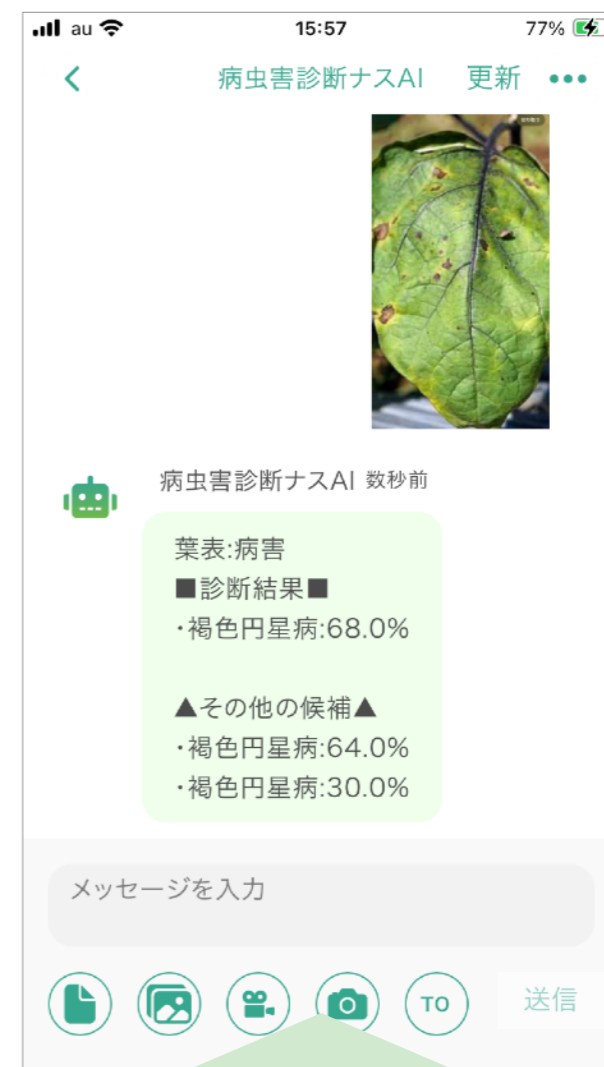 au 15:57 77%
病虫害診断ナスAI 更新
病虫害診断ナスAI 数秒前
葉表:病害
■診断結果■
・褐色円星病:68.0%
▲その他の候補▲
・褐色円星病:64.0%
・褐色円星病:30.0%
メッセージを入力
TO 送信